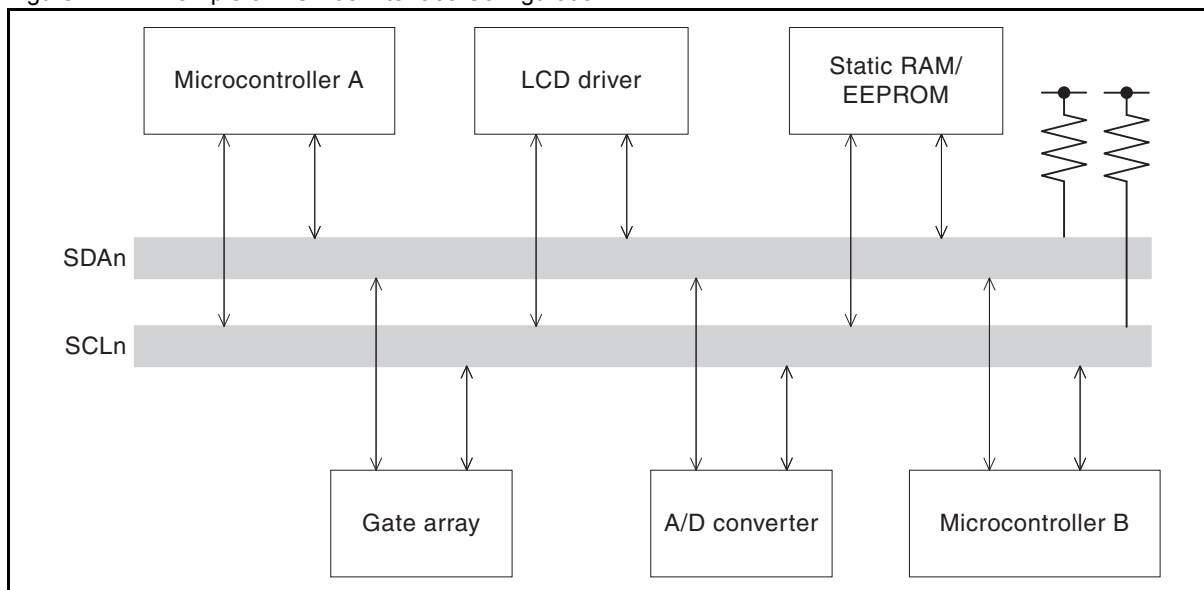 Microcontroller A
LCD driver
Static RAM/
EEPROM
SDAn
SCLn
Gate array
A/D converter
Microcontroller B